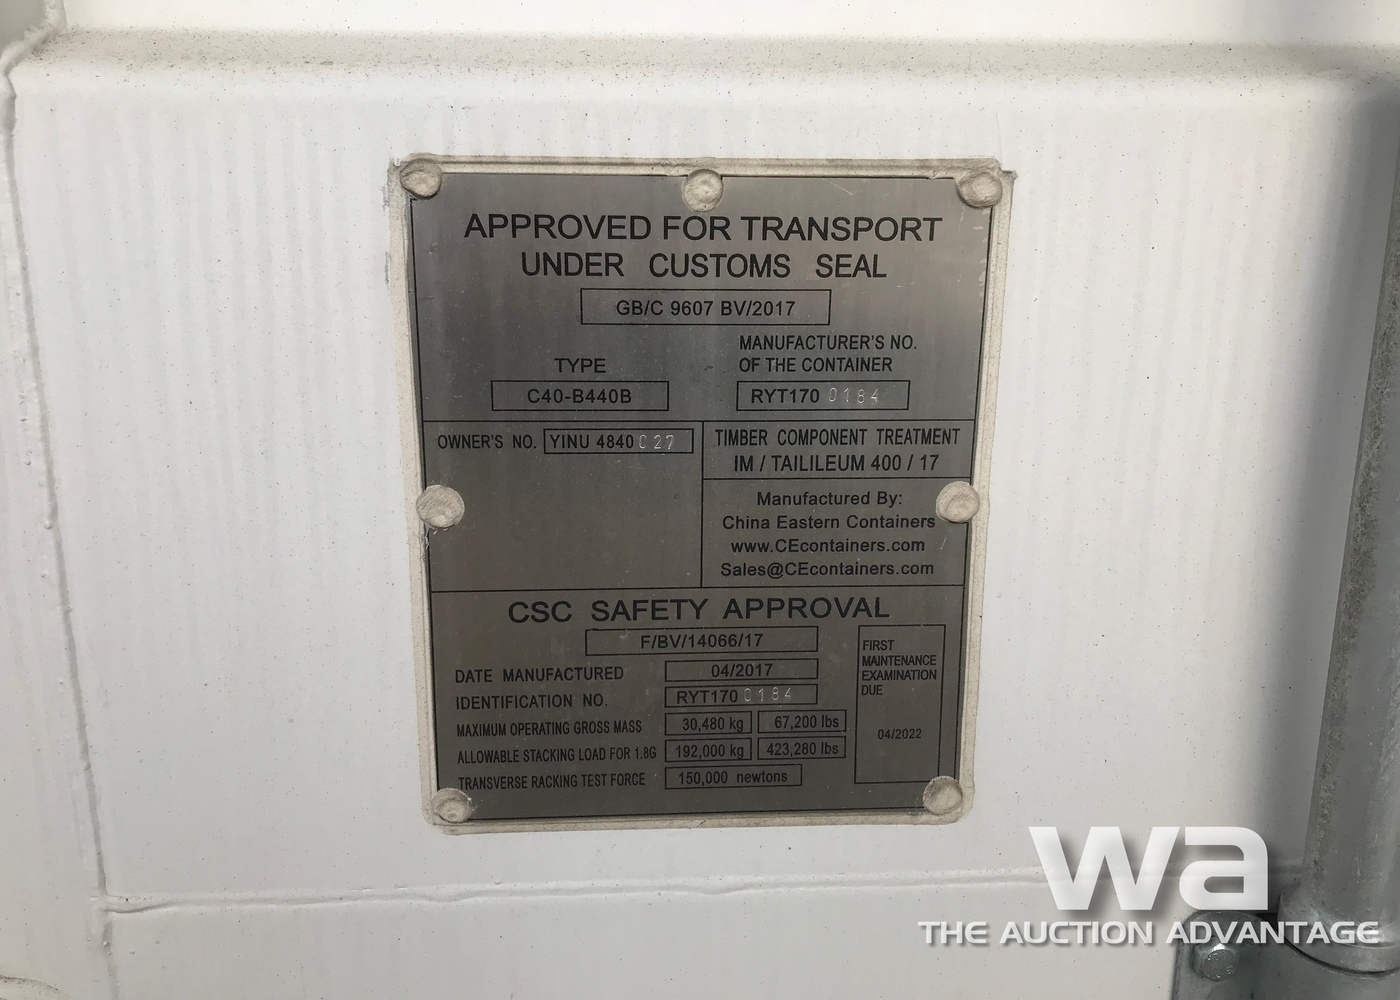 APPROVED FOR TRANSPORT
UNDER CUSTOMS SEAL
GB/C 9607 BV/2017
TYPE
C40-B440B
MANUFACTURER'S NO.
OF THE CONTAINER
RYT170 0184
OWNER'S NO. YINU 4840 027
TIMBER COMPONENT TREATMENT
IM / TAILILEUM 400 / 17
Manufactured By:
China Eastern Containers
www.CEcontainers.com
Sales@CEcontainers.com
CSC SAFETY APPROVAL
F/BV/14066/17
DATE MANUFACTURED 04/2017
IDENTIFICATION NO. RYT170 0184
MAXIMUM OPERATING GROSS MASS 30,480 kg 67,200 lbs
ALLOWABLE STACKING LOAD FOR 1.8G 192,000 kg 423,280 lbs
TRANSVERSE RACKING TEST FORCE 150,000 newtons
FIRST
MAINTENANCE
EXAMINATION
DUE
04/2022
wa
THE AUCTION ADVANTAGE